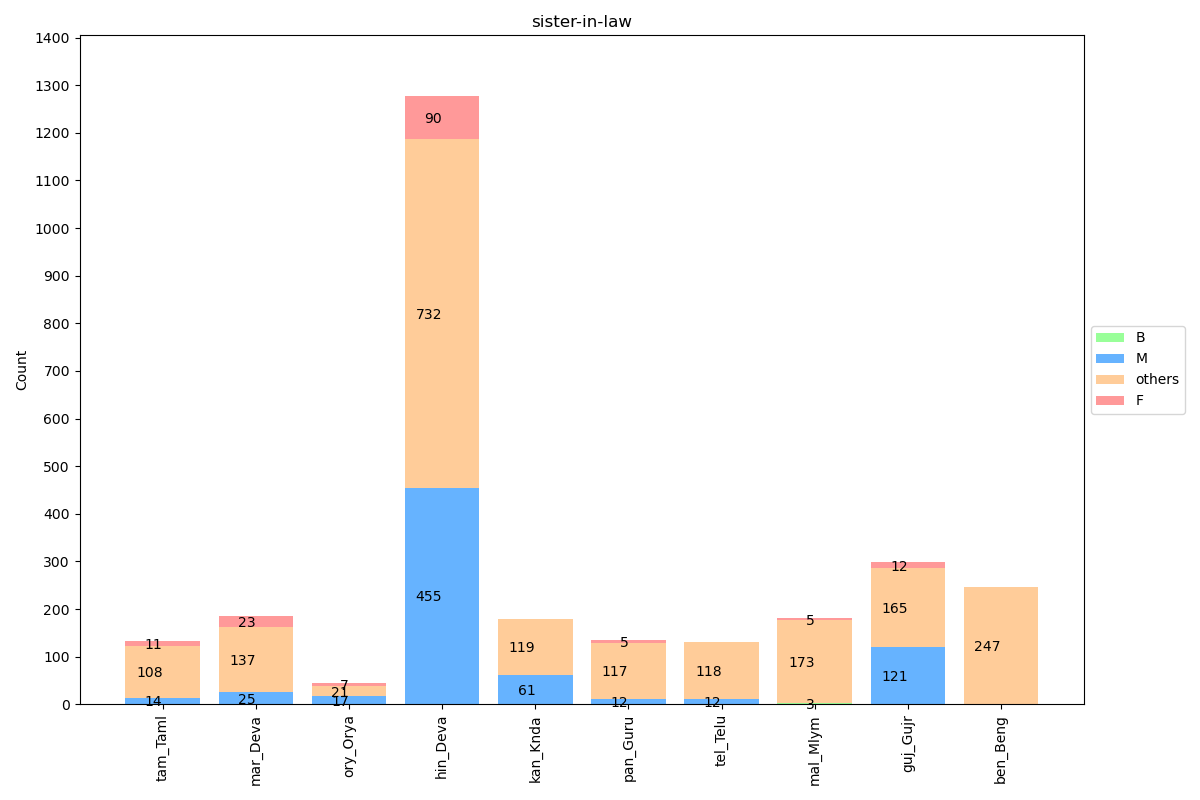 sister-in-law
1400
1300
1200
1100
1000
900
800
700
600
500
400
300
200
100
0
Count
11
108
14
23
137
25
7
21
17
90
732
455
119
61
5
117
12
118
12
5
173
3
12
165
121
247
tam_Taml
mar_Deva
ory_Orya
hin_Deva
kan_Knda
pan_Guru
tel_Telu
mal_Mlym
guj_Gujr
ben_Beng
B
M
others
F